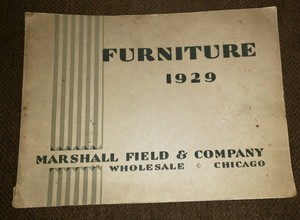 FURNITURE
1929
MARSHALL FIELD & COMPANY
WHOLESALE CHICAGO